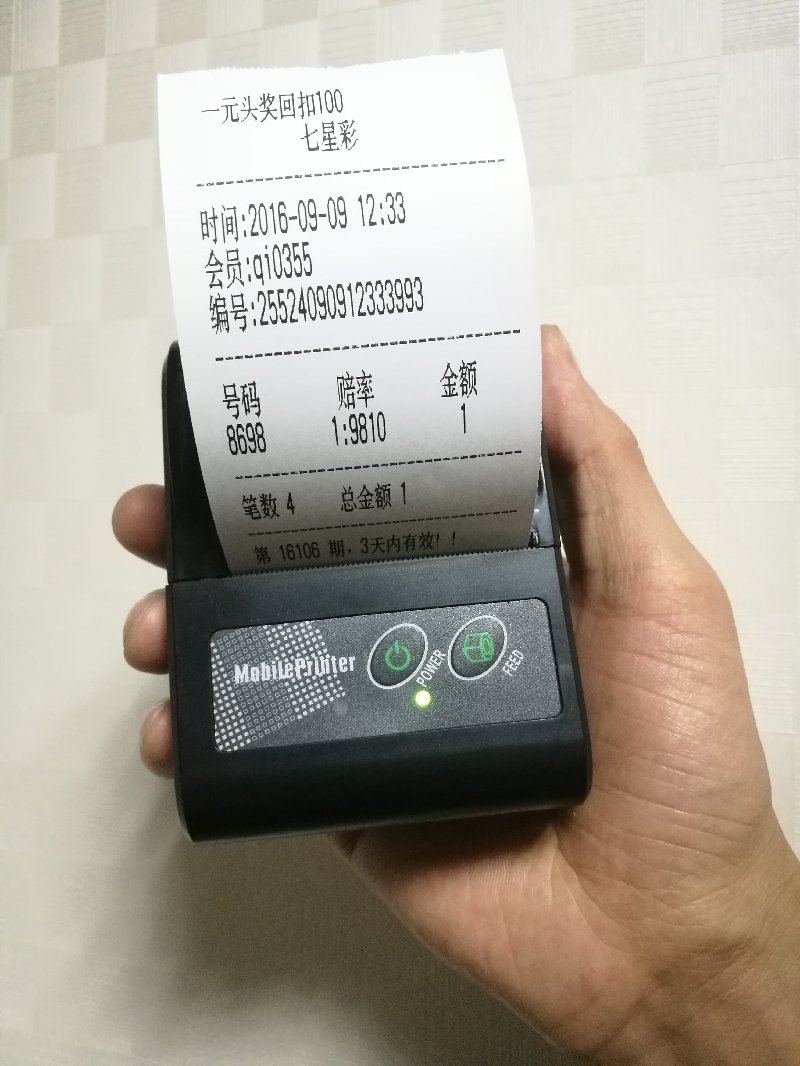 一元头奖回扣100
七星彩
时间:2016-09-09 12:33
会员:qi0355
编号:25524090912333993
号码 赔率 金额
8698 1:9810 1
笔数 4 总金额 1
第 16106 期，3天内有效！！
MobilePrinter
POWER
FEED